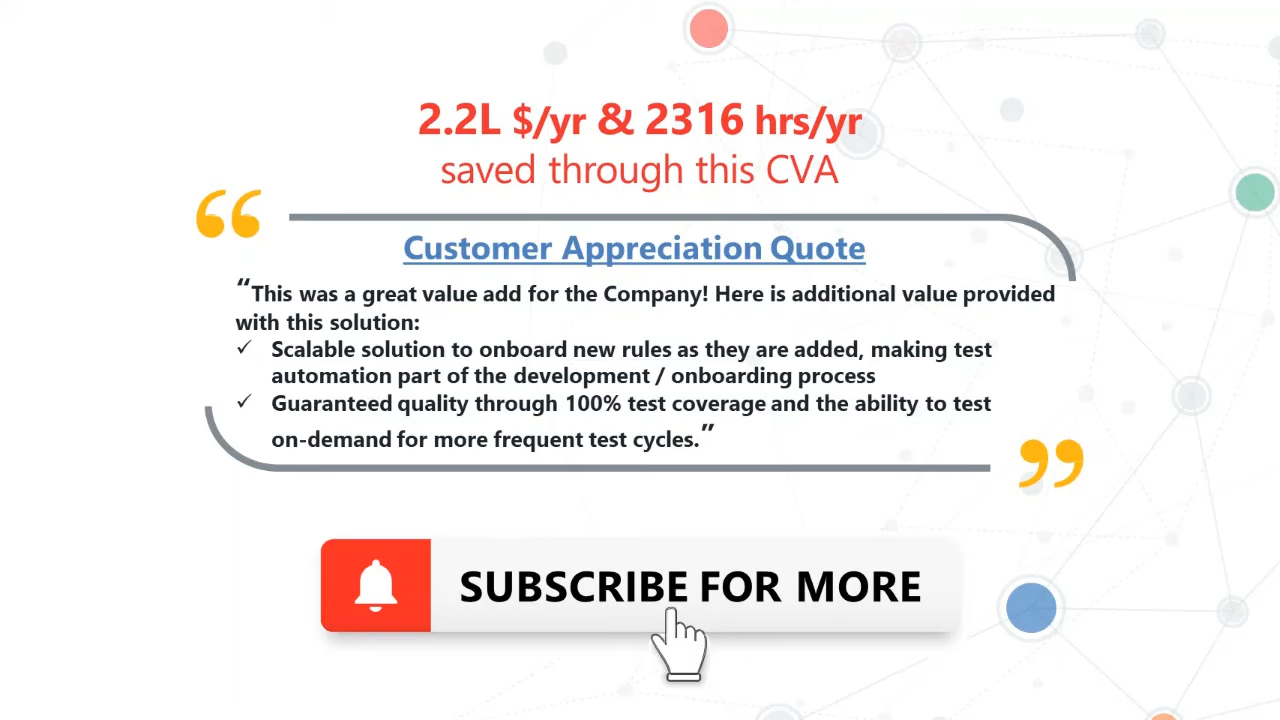 2.2L $/yr & 2316 hrs/yr
saved through this CVA
Customer Appreciation Quote
“This was a great value add for the Company! Here is additional value provided
with this solution:
✓ Scalable solution to onboard new rules as they are added, making test
automation part of the development / onboarding process
✓ Guaranteed quality through 100% test coverage and the ability to test
on-demand for more frequent test cycles.”
SUBSCRIBE FOR MORE